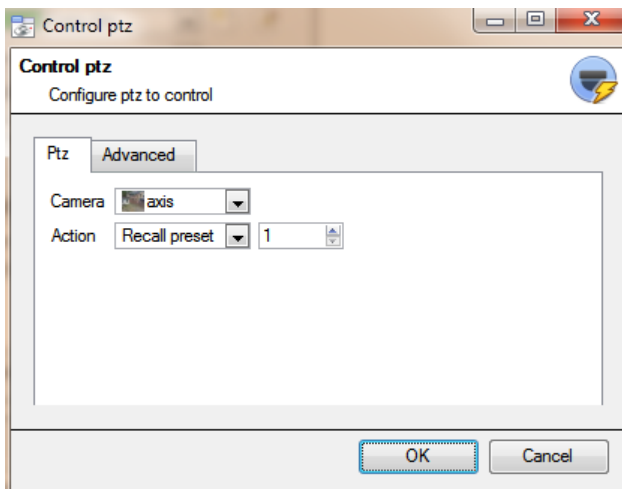 Control ptz
Control ptz
Configure ptz to control
Ptz Advanced
Camera axis
Action Recall preset 1
OK Cancel